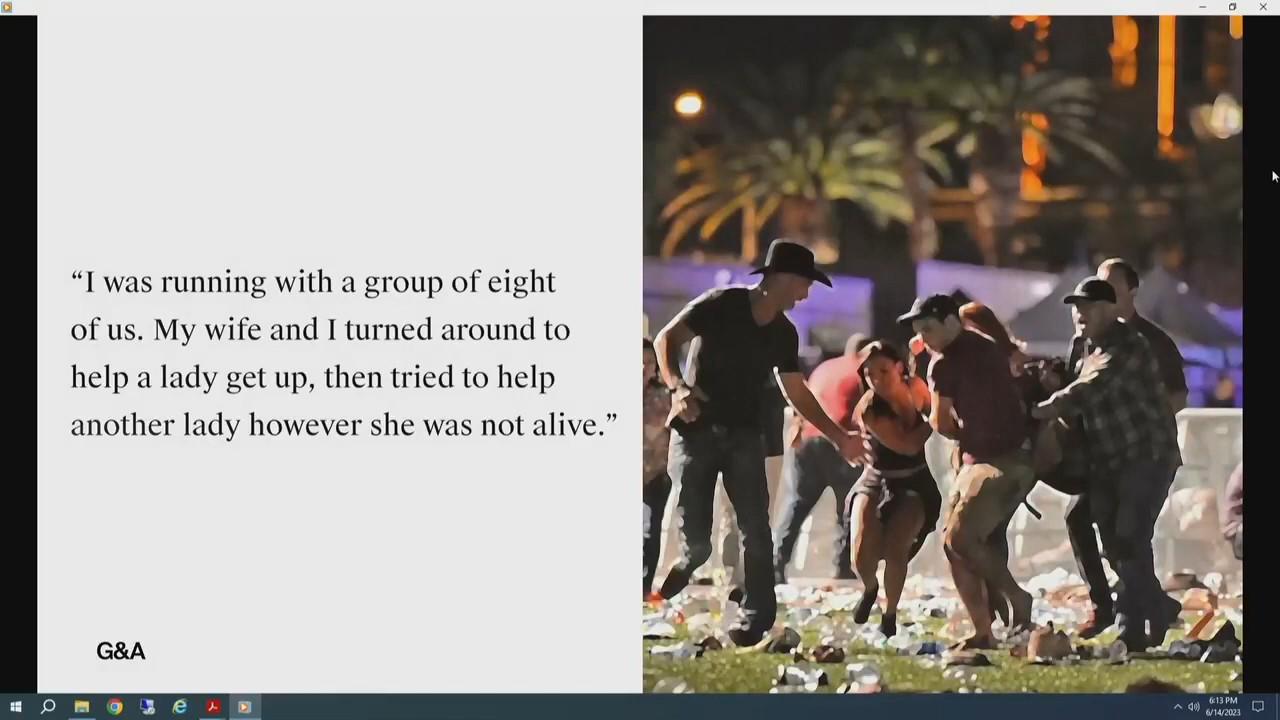 “I was running with a group of eight
of us. My wife and I turned around to
help a lady get up, then tried to help
another lady however she was not alive.”
G&A
6:13 PM
6/14/2023